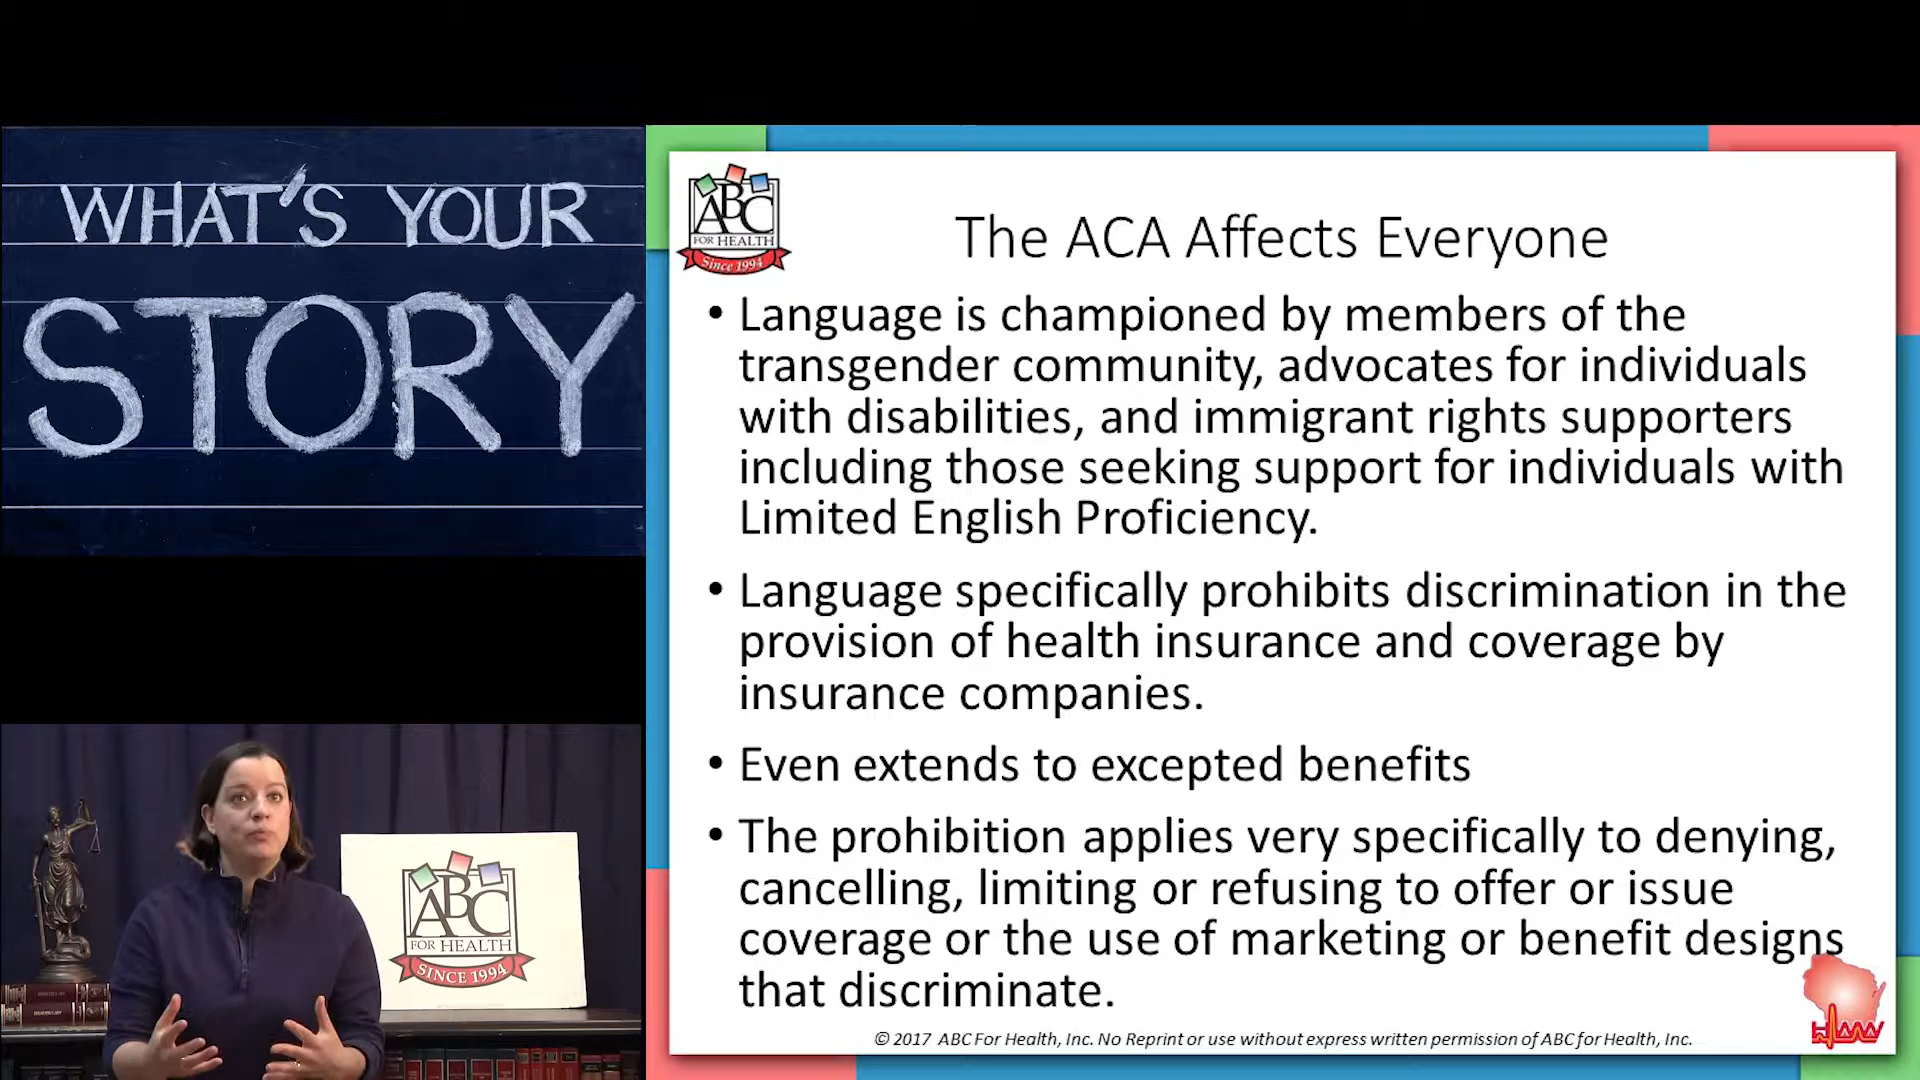 WHAT'S YOUR
STORY
ABC
FOR HEALTH
Since 1994
The ACA Affects Everyone
• Language is championed by members of the
transgender community, advocates for individuals
with disabilities, and immigrant rights supporters
including those seeking support for individuals with
Limited English Proficiency.
• Language specifically prohibits discrimination in the
provision of health insurance and coverage by
insurance companies.
• Even extends to excepted benefits
• The prohibition applies very specifically to denying,
cancelling, limiting or refusing to offer or issue
coverage or the use of marketing or benefit designs
that discriminate.
© 2017 ABC For Health, Inc. No Reprint or use without express written permission of ABC for Health, Inc.
ABC
FOR HEALTH
SINCE 1994